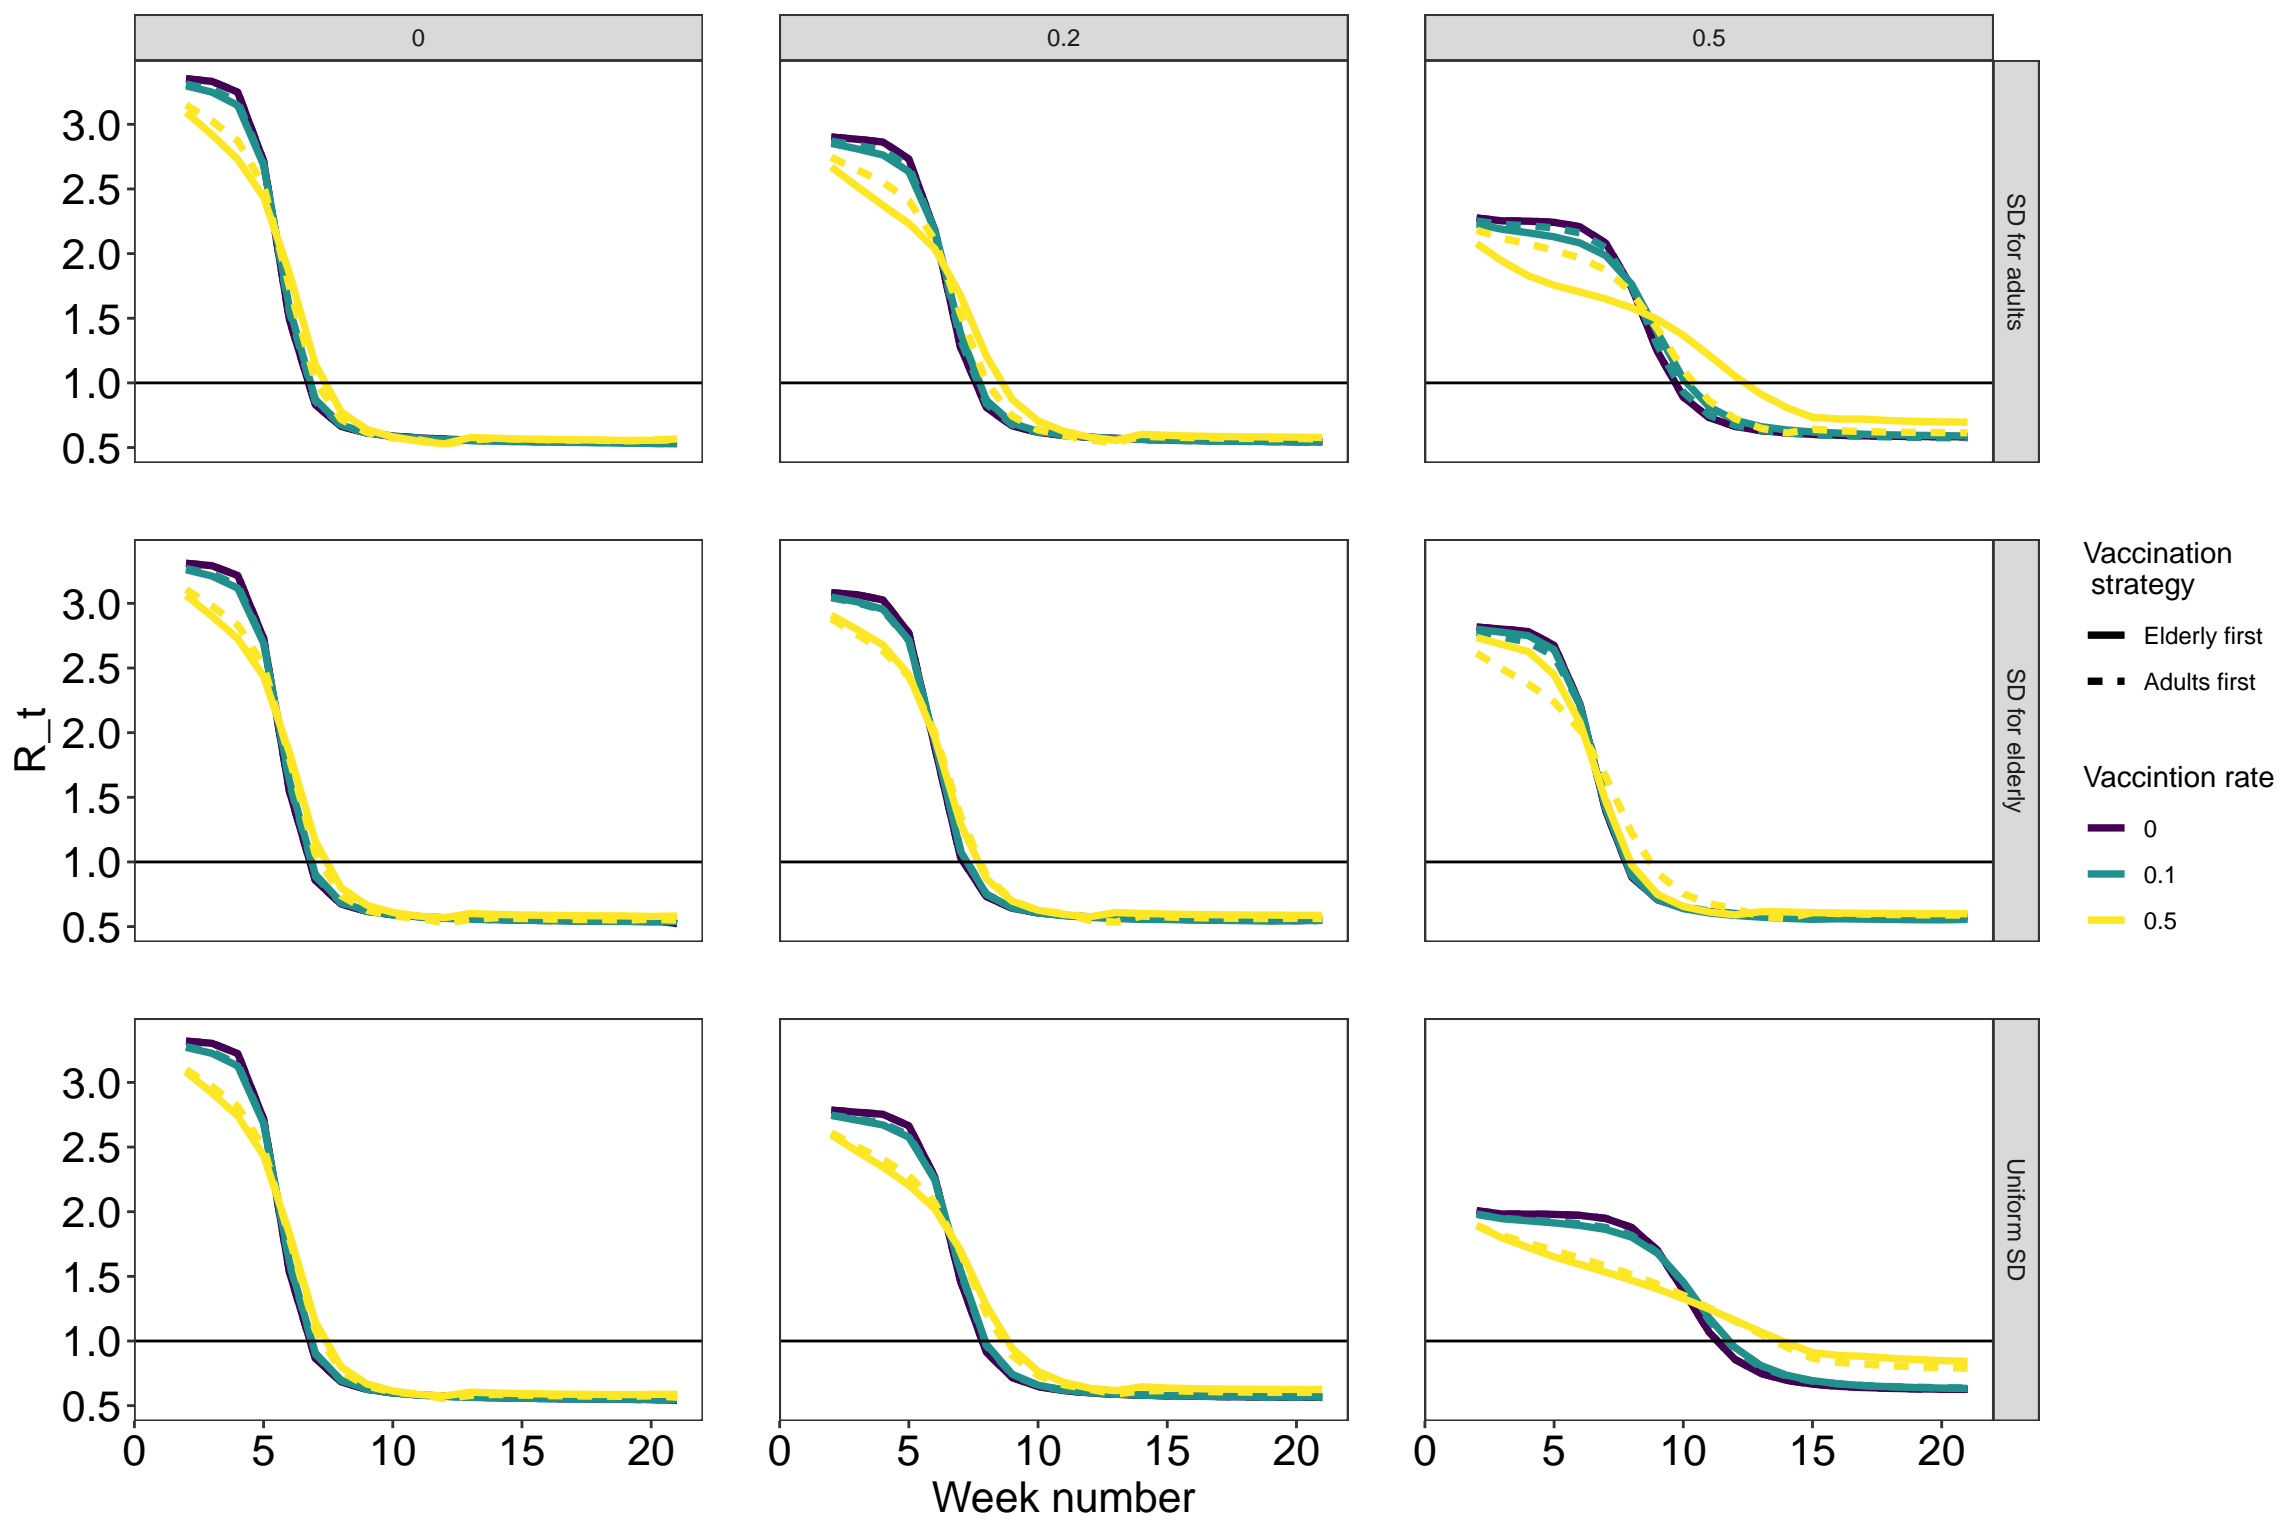 0
0.2
0.5
3.0
2.5
2.0
1.5
1.0
0.5
SD for adults
3.0
2.5
2.0
1.5
1.0
0.5
SD for elderly
R_t
Vaccination
strategy
Elderly first
Adults first
Vaccintion rate
0
0.1
0.5
3.0
2.5
2.0
1.5
1.0
0.5
Uniform SD
0 5 10 15 20
0 5 10 15 20
0 5 10 15 20
Week number